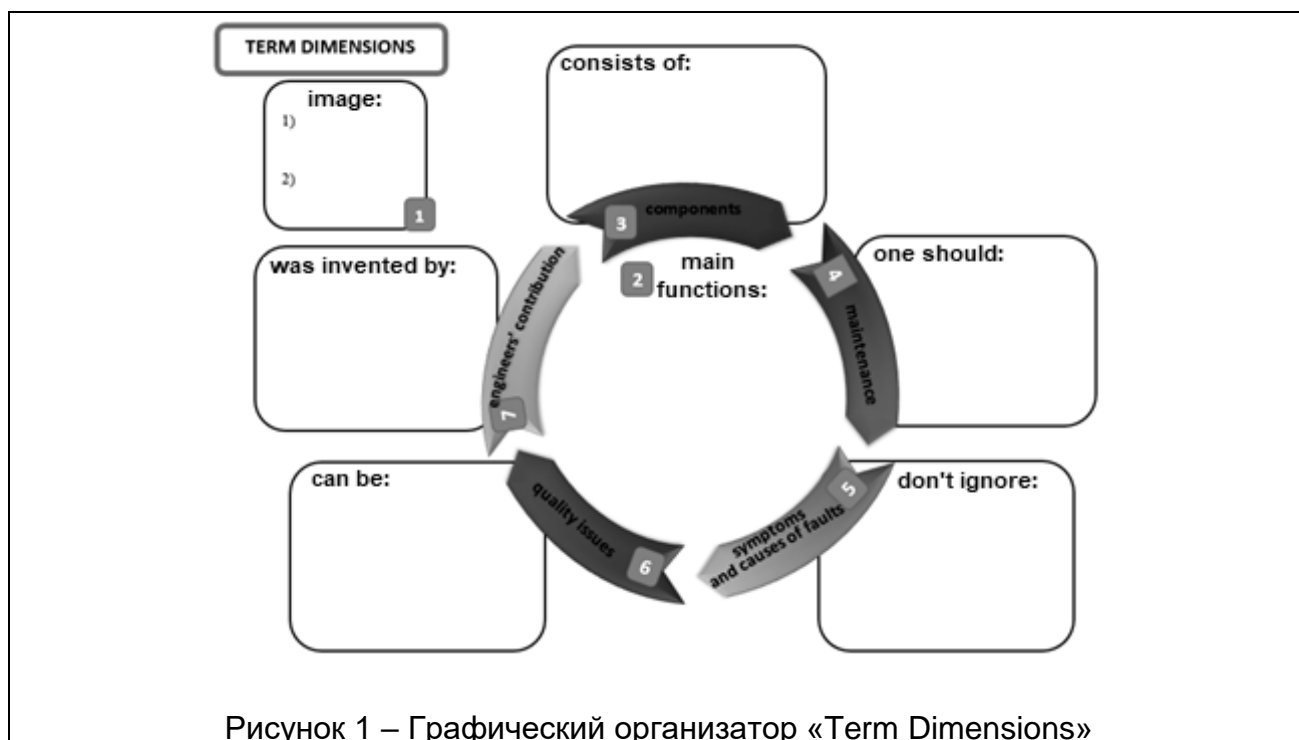 TERM DIMENSIONS
image:
1)
2)
1
2
main
functions:
consists of:
3
components
one should:
4
maintenance
don't ignore:
5
symptoms
and causes of faults
can be:
6
quality issues
was invented by:
7
engineers' contribution
Рисунок 1 – Графический организатор «Term Dimensions»